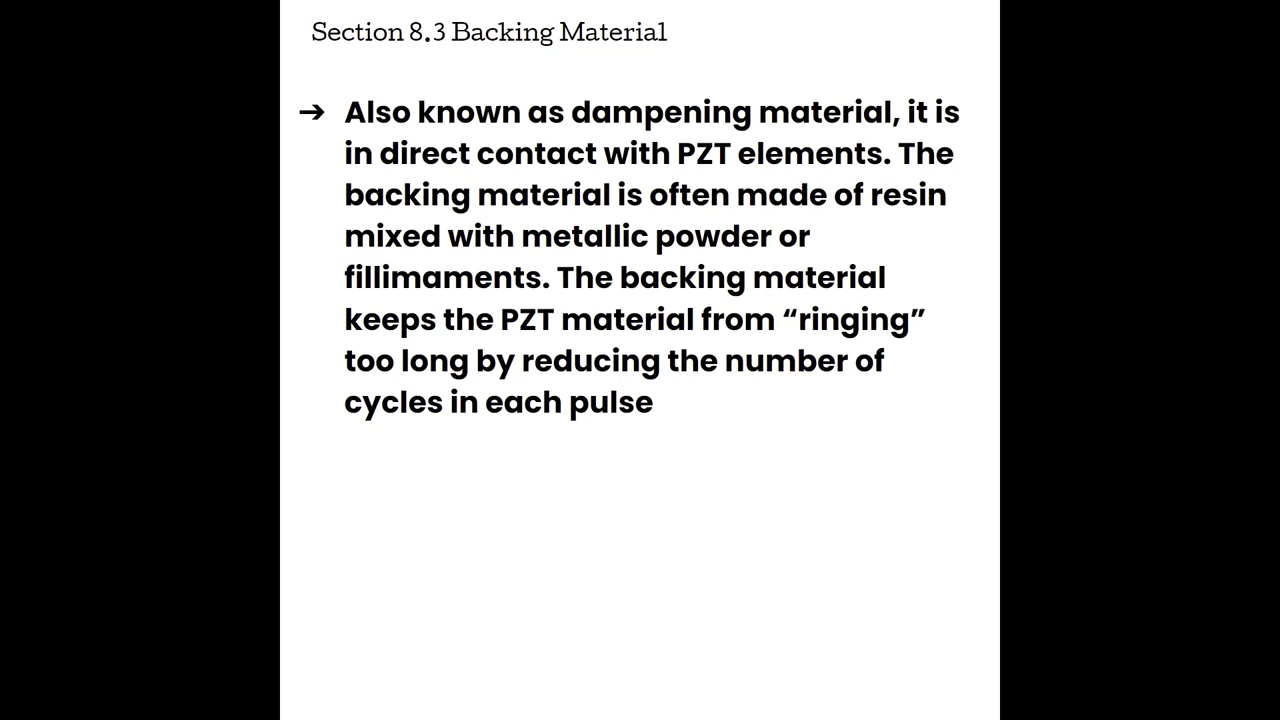 Section 8.3 Backing Material
➔ Also known as dampening material, it is
in direct contact with PZT elements. The
backing material is often made of resin
mixed with metallic powder or
fillimaments. The backing material
keeps the PZT material from “ringing”
too long by reducing the number of
cycles in each pulse